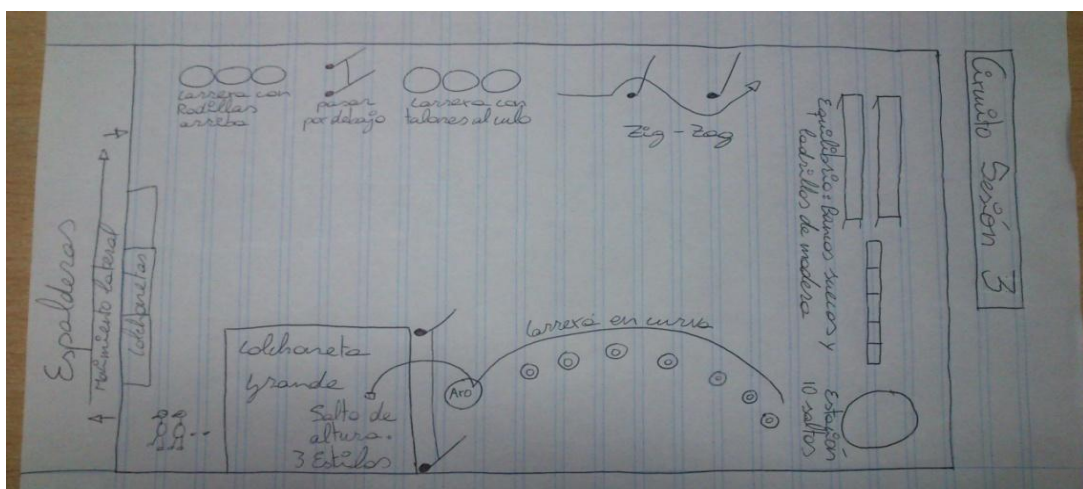 Circuito Sesión 3
Espalderas
Movimiento lateral
Colchonetas
Carrera con
Rodillas
arriba
pasar
por debajo
Carrera con
talones al culo
Zig - Zag
Equilibrio: Bancos suecos y
ladrillos de madera
Estación
10 saltos
Carrera en curva
Aro
Colchoneta
grande
Salto de
altura.
3 Estilos